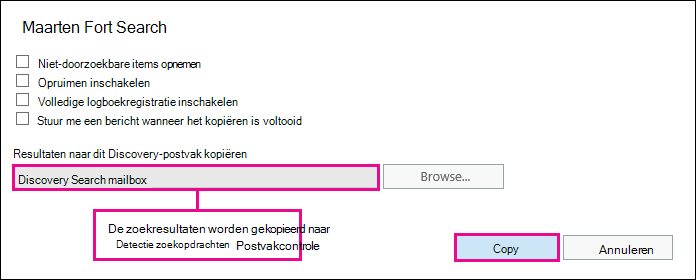 Maarten Fort Search
Niet-doorzoekbare items opnemen
Opruimen inschakelen
Volledige logboekregistratie inschakelen
Stuur me een bericht wanneer het kopiëren is voltooid
Resultaten naar dit Discovery-postvak kopiëren
Discovery Search mailbox
Browse...
De zoekresultaten worden gekopieerd naar
Detectie zoekopdrachten Postvakcontrole
Copy
Annuleren